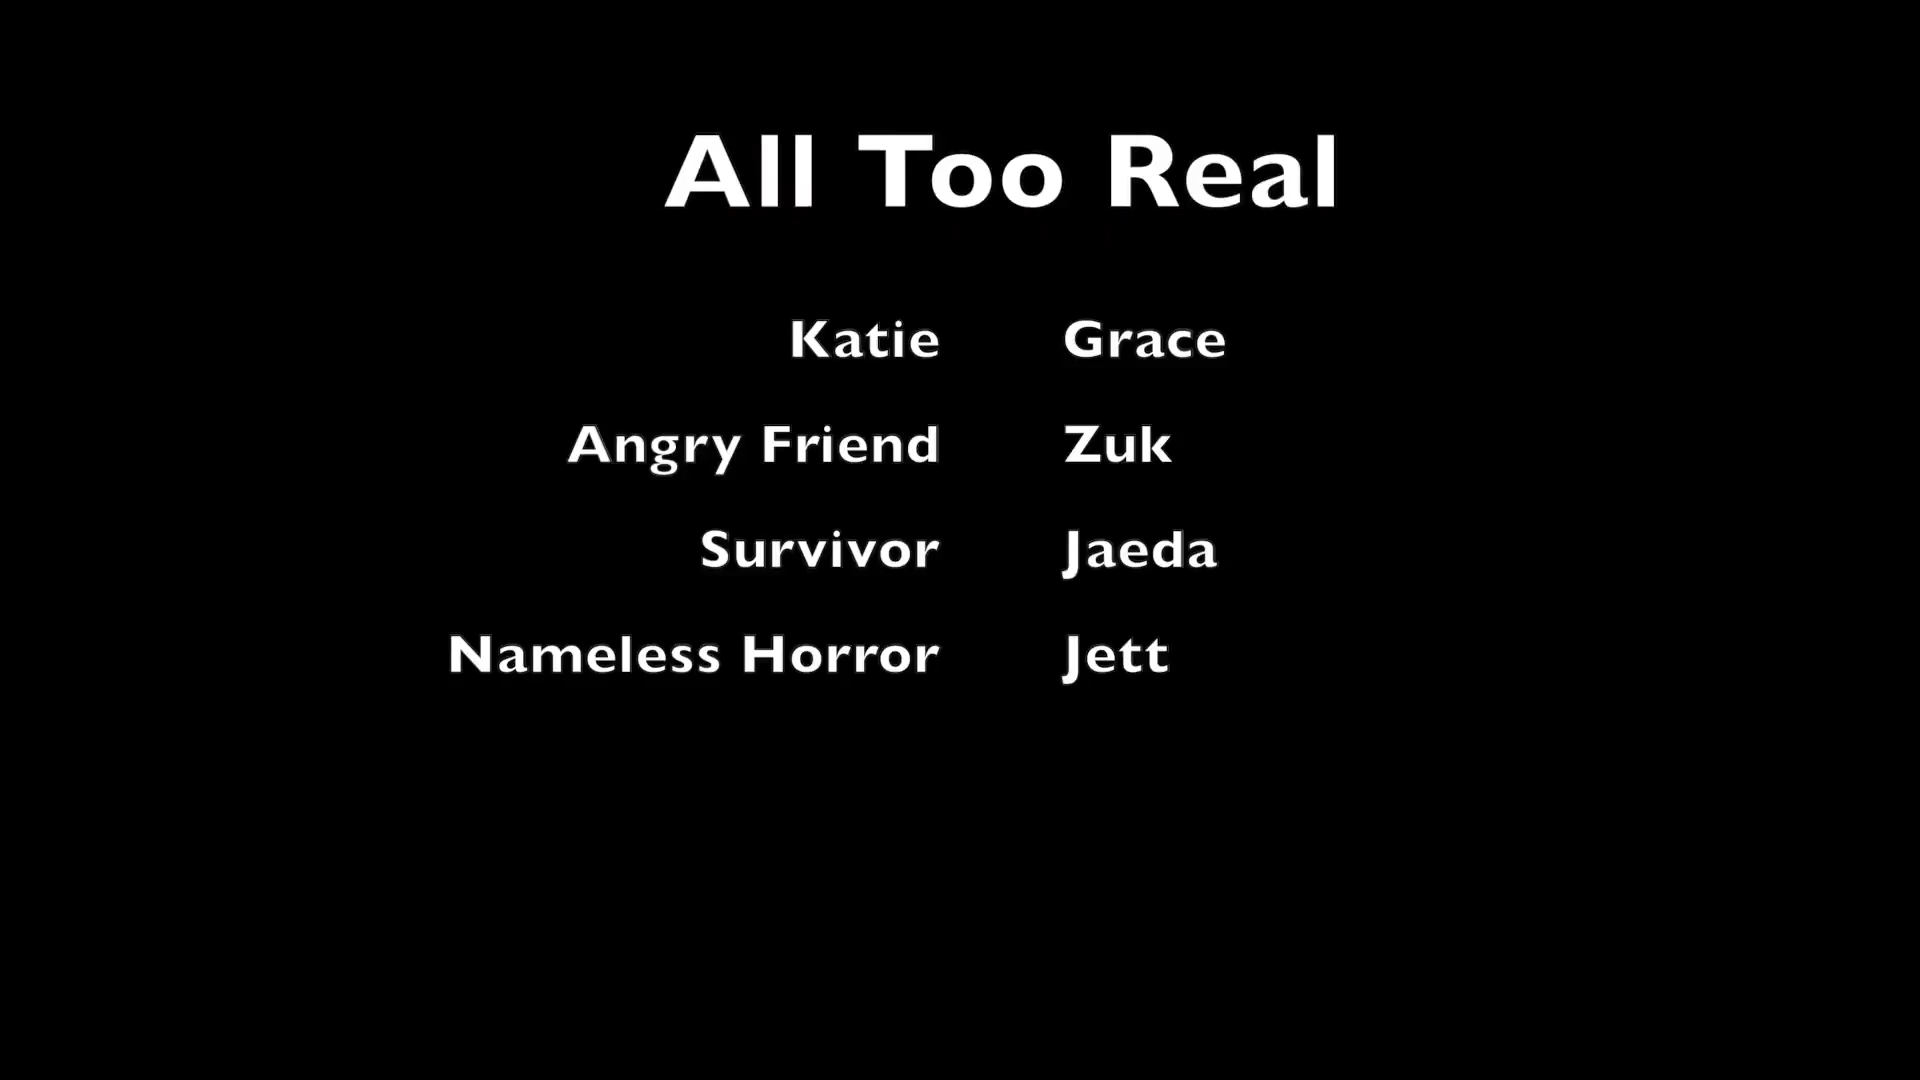 All Too Real
Katie Grace
Angry Friend Zuk
Survivor Jaeda
Nameless Horror Jett